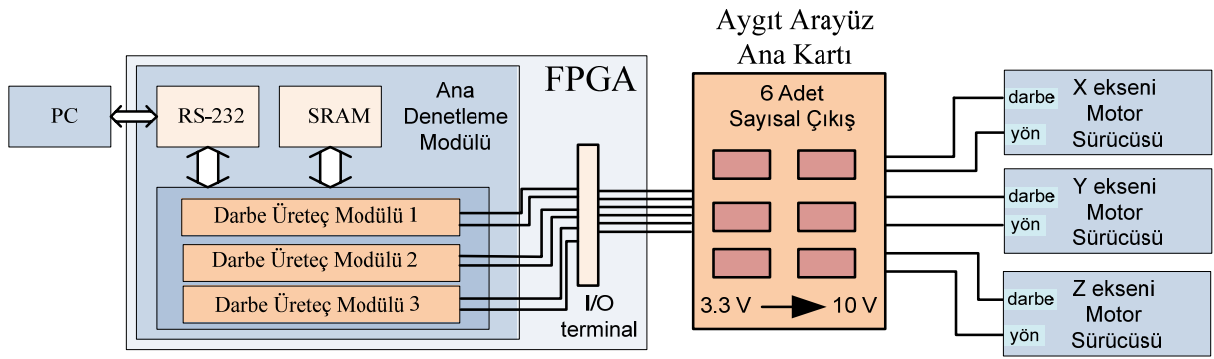 PC
FPGA
RS-232
SRAM
Ana
Denetleme
Modülü
Darbe Üreteç Modülü 1
Darbe Üreteç Modülü 2
Darbe Üreteç Modülü 3
I/O
terminal
Aygıt Arayüz
Ana Kartı
6 Adet
Sayısal Çıkış
3.3 V
10 V
darbe
yön
X ekseni
Motor
Sürücüsü
darbe
yön
Y ekseni
Motor
Sürücüsü
darbe
yön
Z ekseni
Motor
Sürücüsü